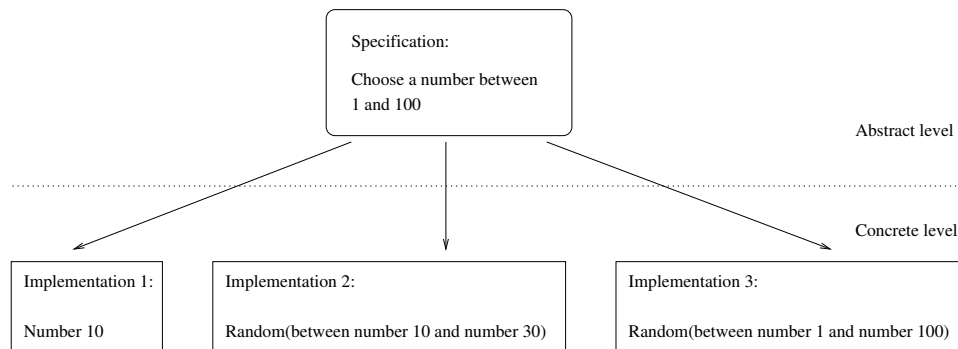 Specification:
Choose a number between
1 and 100
Abstract level
Concrete level
Implementation 1:
Number 10
Implementation 2:
Random(between number 10 and number 30)
Implementation 3:
Random(between number 1 and number 100)